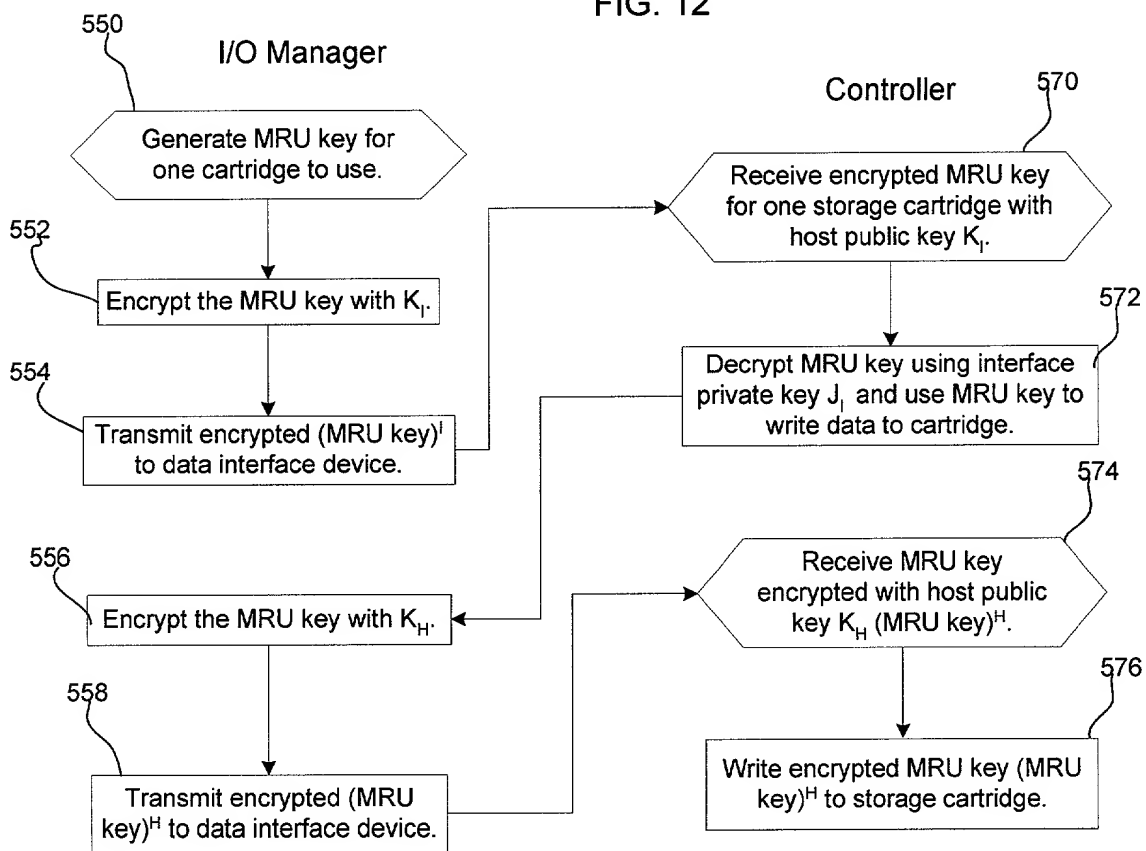 FIG. 12
550
I/O Manager
Generate MRU key for
one cartridge to use.
552
Encrypt the MRU key with K_I.
554
Transmit encrypted (MRU key)^I
to data interface device.
556
Encrypt the MRU key with K_H.
558
Transmit encrypted (MRU
key)^H to data interface device.
Controller
570
Receive encrypted MRU key
for one storage cartridge with
host public key K_I.
572
Decrypt MRU key using interface
private key J_I and use MRU key to
write data to cartridge.
574
Receive MRU key
encrypted with host public
key K_H (MRU key)^H.
576
Write encrypted MRU key (MRU
key)^H to storage cartridge.